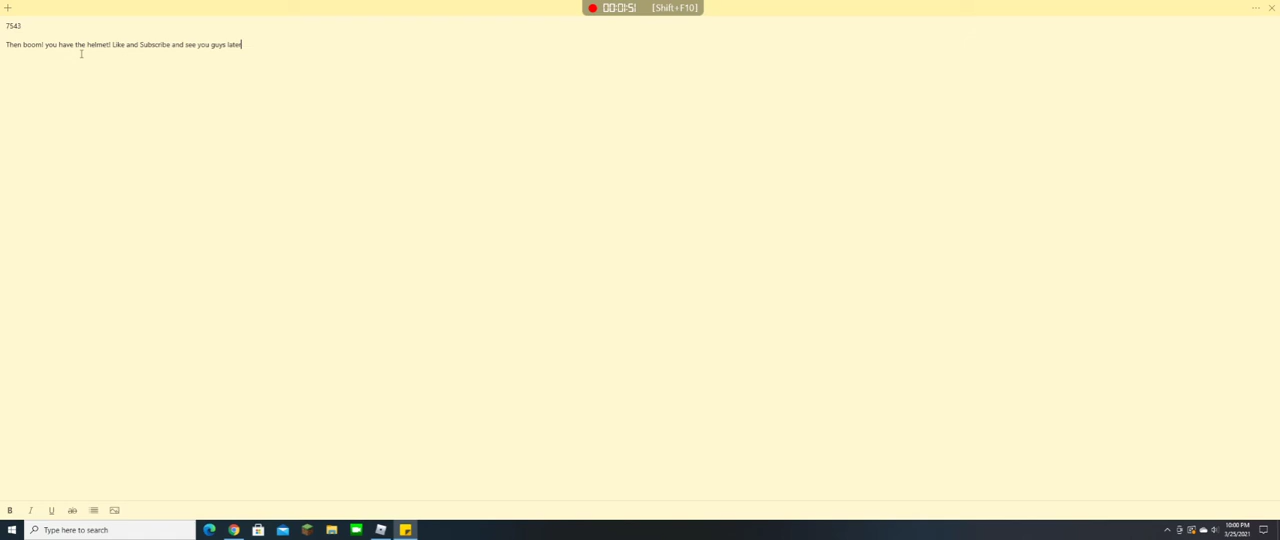 00:01:51 [Shift+F10]
7543
Then boom! you have the helmet! Like and Subscribe and see you guys later
B I U ab
Type here to search
10:00 PM
3/25/2021